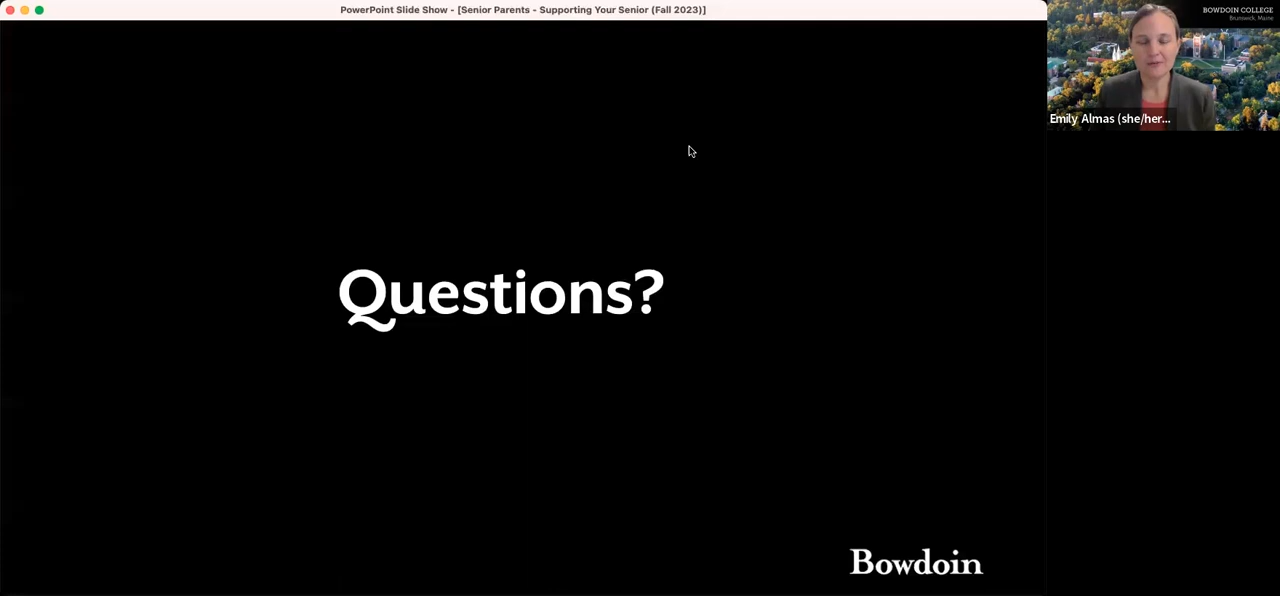 PowerPoint Slide Show - [Senior Parents - Supporting Your Senior (Fall 2023)]
BOWDOIN COLLEGE
Brunswick, Maine
Emily Almas (she/her...
Questions?
Bowdoin